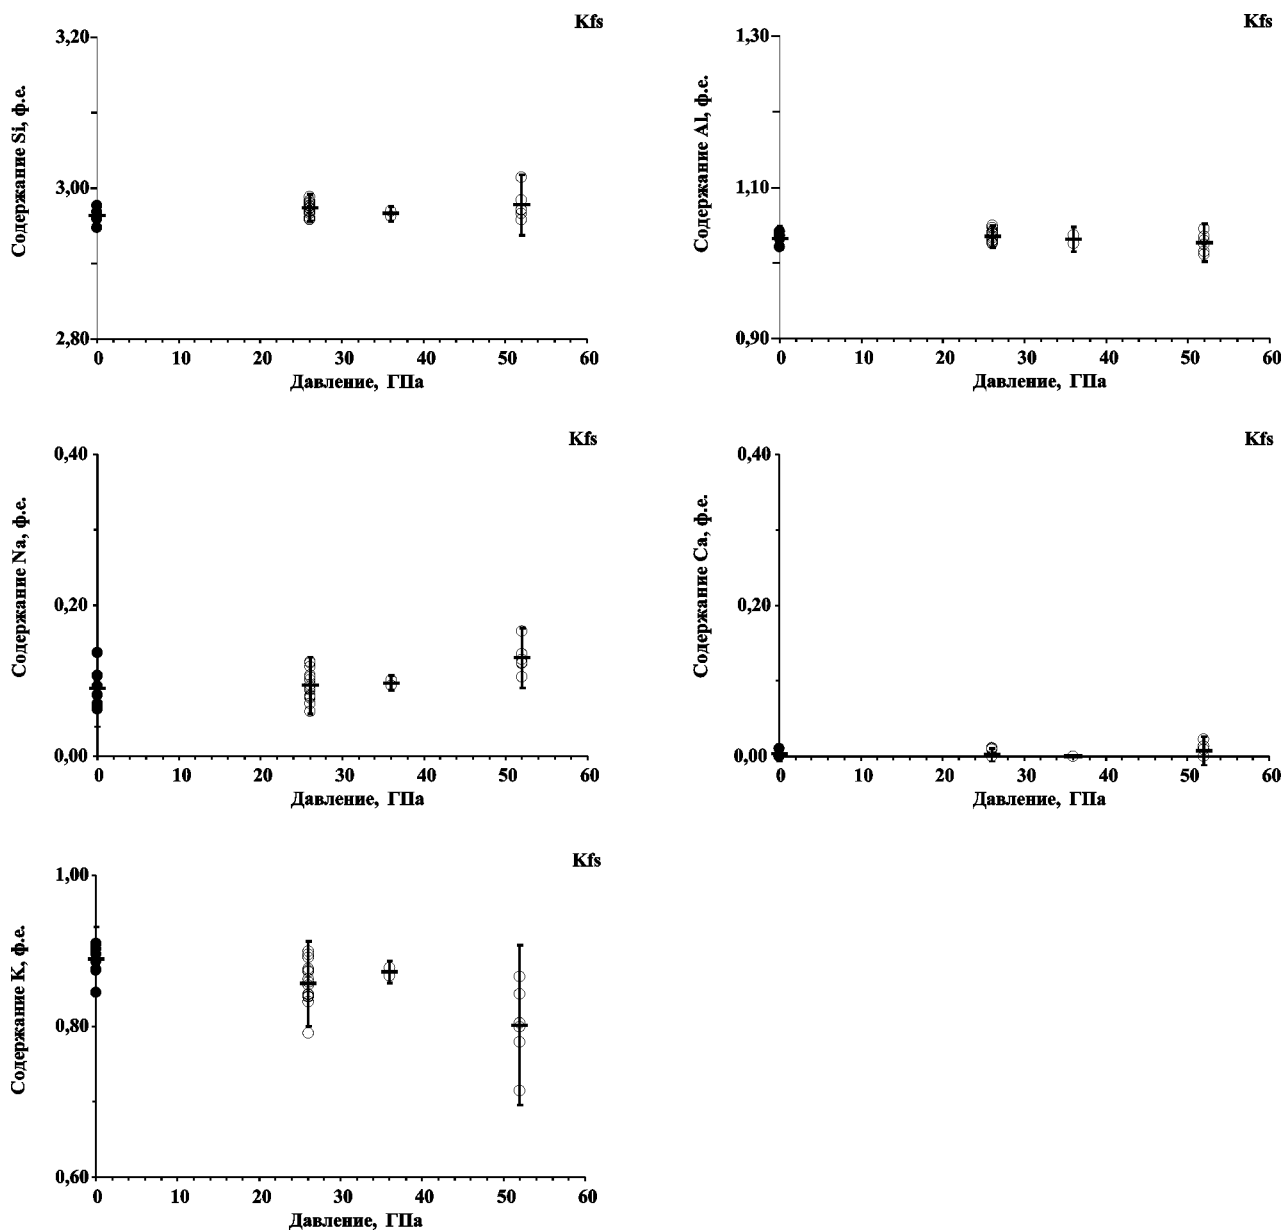 Kfs
3,20
3,00
2,80
Содержание Si, ф.е.
0 10 20 30 40 50 60
Давление, ГПа
Kfs
1,30
1,10
0,90
Содержание Al, ф.е.
0 10 20 30 40 50 60
Давление, ГПа
Kfs
0,40
0,20
0,00
Содержание Na, ф.е.
0 10 20 30 40 50 60
Давление, ГПа
Kfs
0,40
0,20
0,00
Содержание Ca, ф.е.
0 10 20 30 40 50 60
Давление, ГПа
Kfs
1,00
0,80
0,60
Содержание K, ф.е.
0 10 20 30 40 50 60
Давление, ГПа